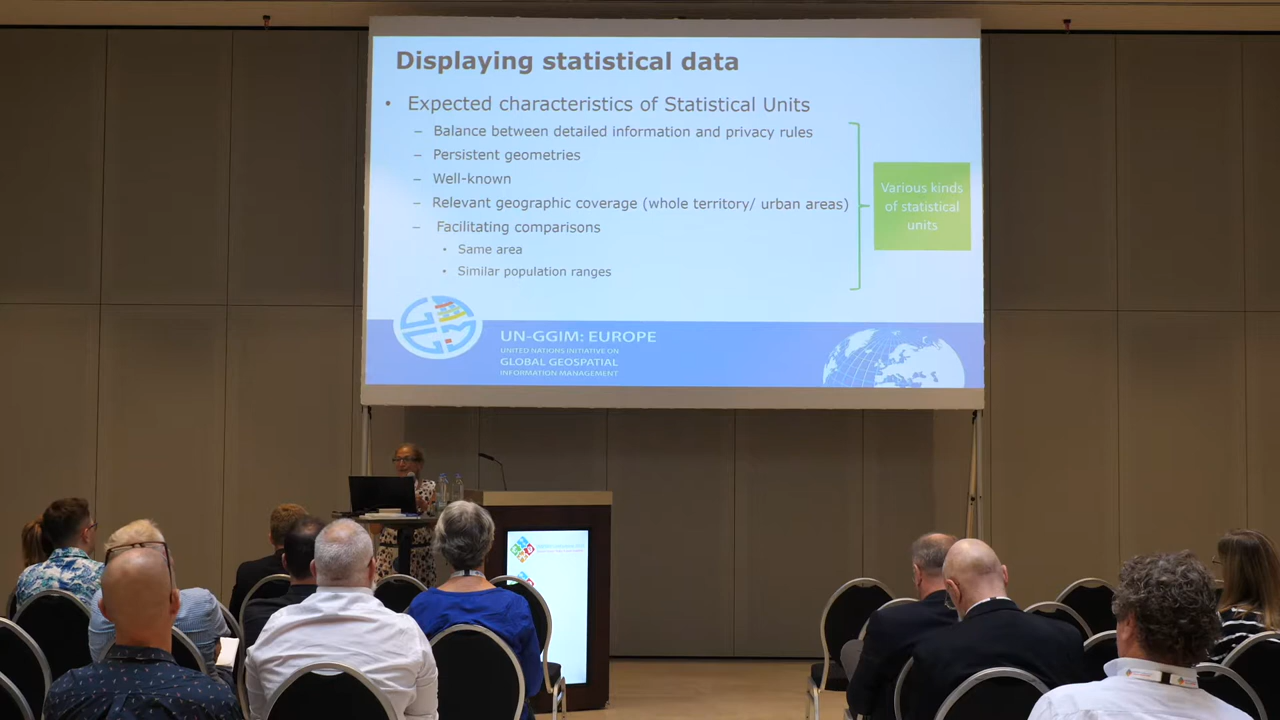 Displaying statistical data
• Expected characteristics of Statistical Units
– Balance between detailed information and privacy rules
– Persistent geometries
– Well-known
– Relevant geographic coverage (whole territory/ urban areas)
– Facilitating comparisons
• Same area
• Similar population ranges
Various kinds
of statistical
units
UN-GGIM: EUROPE
UNITED NATIONS INITIATIVE ON
GLOBAL GEOSPATIAL
INFORMATION MANAGEMENT